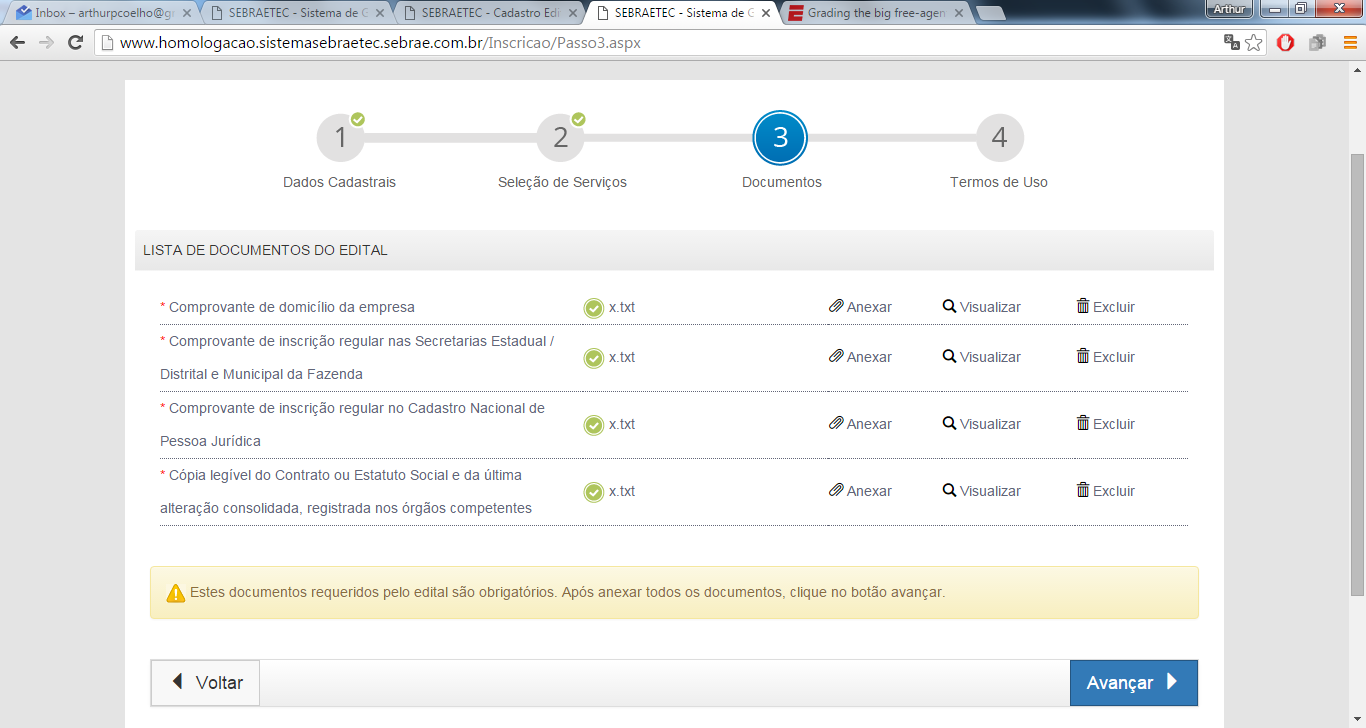 Inbox – arthurpcoelho@g
SEBRAETEC - Sistema de G
SEBRAETEC - Cadastro Edi
SEBRAETEC - Sistema de G
Grading the big free-agen
Arthur
www.homologacao.sistemasebraetec.sebrae.com.br/Inscricao/Passo3.aspx
1
2
3
4
Dados Cadastrais
Seleção de Serviços
Documentos
Termos de Uso
LISTA DE DOCUMENTOS DO EDITAL
* Comprovante de domicílio da empresa
x.txt
Anexar
Visualizar
Excluir
* Comprovante de inscrição regular nas Secretarias Estadual /
Distrital e Municipal da Fazenda
x.txt
Anexar
Visualizar
Excluir
* Comprovante de inscrição regular no Cadastro Nacional de
Pessoa Jurídica
x.txt
Anexar
Visualizar
Excluir
* Cópia legível do Contrato ou Estatuto Social e da última
alteração consolidada, registrada nos órgãos competentes
x.txt
Anexar
Visualizar
Excluir
Estes documentos requeridos pelo edital são obrigatórios. Após anexar todos os documentos, clique no botão avançar.
Voltar
Avançar